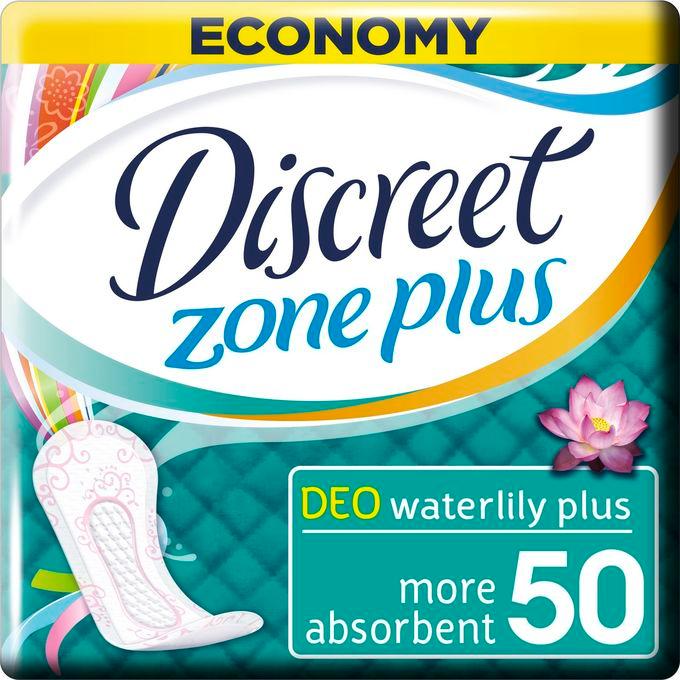 ECONOMY
Discreet
zone plus
DEO waterlily plus
more
absorbent 50